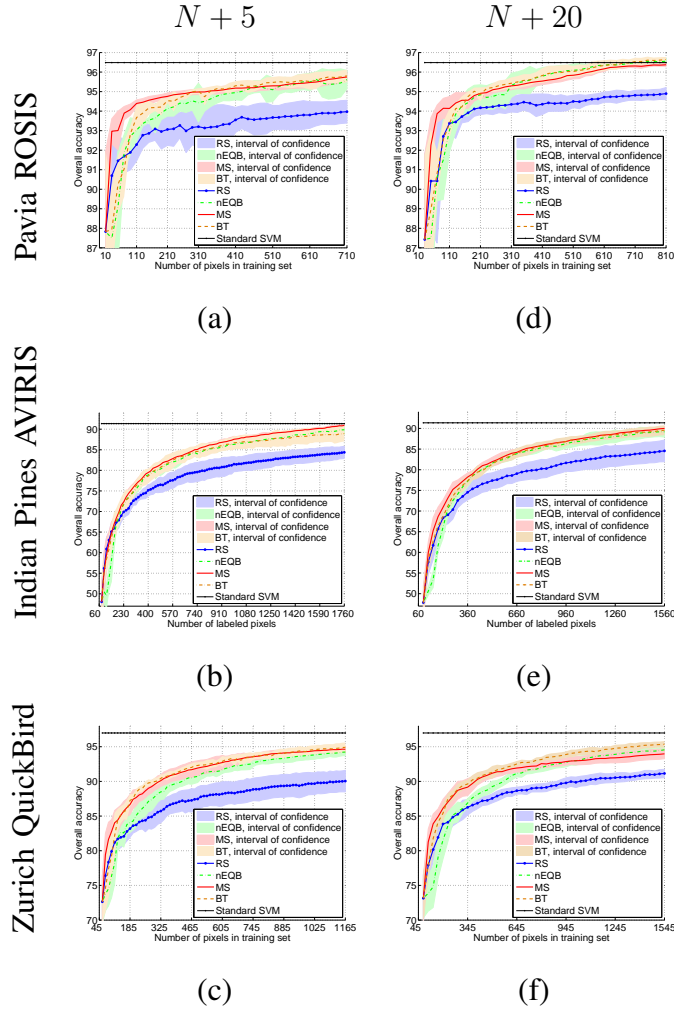 N + 5
N + 20
Pavia ROSIS
97
96
95
94
93
92
91
90
89
88
87
Overall accuracy
RS, interval of confidence
nEQB, interval of confidence
MS, interval of confidence
BT, interval of confidence
RS
nEQB
MS
BT
Standard SVM
10 110 210 310 410 510 610 710
Number of pixels in training set
(a)
97
96
95
94
93
92
91
90
89
88
87
Overall accuracy
RS, interval of confidence
nEQB, interval of confidence
MS, interval of confidence
BT, interval of confidence
RS
nEQB
MS
BT
Standard SVM
10 110 210 310 410 510 610 710 810
Number of pixels in training set
(d)
Indian Pines AVIRIS
90
85
80
75
70
65
60
55
50
Overall accuracy
RS, interval of confidence
nEQB, interval of confidence
MS, interval of confidence
BT, interval of confidence
RS
nEQB
MS
BT
Standard SVM
60 230 400 570 740 910 1080 1250 1420 1590 1760
Number of labeled pixels
(b)
90
85
80
75
70
65
60
55
50
Overall accuracy
RS, interval of confidence
nEQB, interval of confidence
MS, interval of confidence
BT, interval of confidence
RS
nEQB
MS
BT
Standard SVM
60 360 660 960 1260 1560
Number of labeled pixels
(e)
Zurich QuickBird
95
90
85
80
75
70
Overall accuracy
RS, interval of confidence
nEQB, interval of confidence
MS, interval of confidence
BT, interval of confidence
RS
nEQB
MS
BT
Standard SVM
45 185 325 465 605 745 885 1025 1165
Number of pixels in training set
(c)
95
90
85
80
75
70
Overall accuracy
RS, interval of confidence
nEQB, interval of confidence
MS, interval of confidence
BT, interval of confidence
RS
nEQB
MS
BT
Standard SVM
45 345 645 945 1245 1545
Number of pixels in training set
(f)